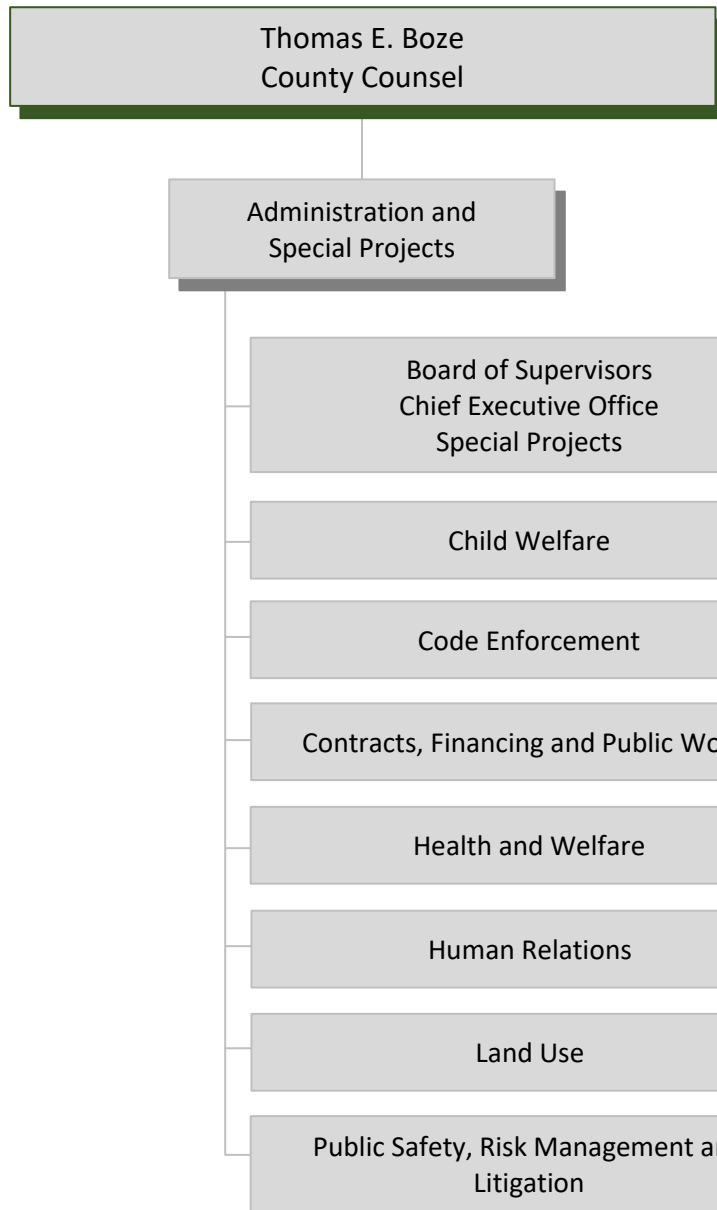 Thomas E. Boze
County Counsel
Administration and
Special Projects
Board of Supervisors
Chief Executive Office
Special Projects
Child Welfare
Code Enforcement
Contracts, Financing and Public
Health and Welfare
Human Relations
Land Use
Public Safety, Risk Management
Litigation